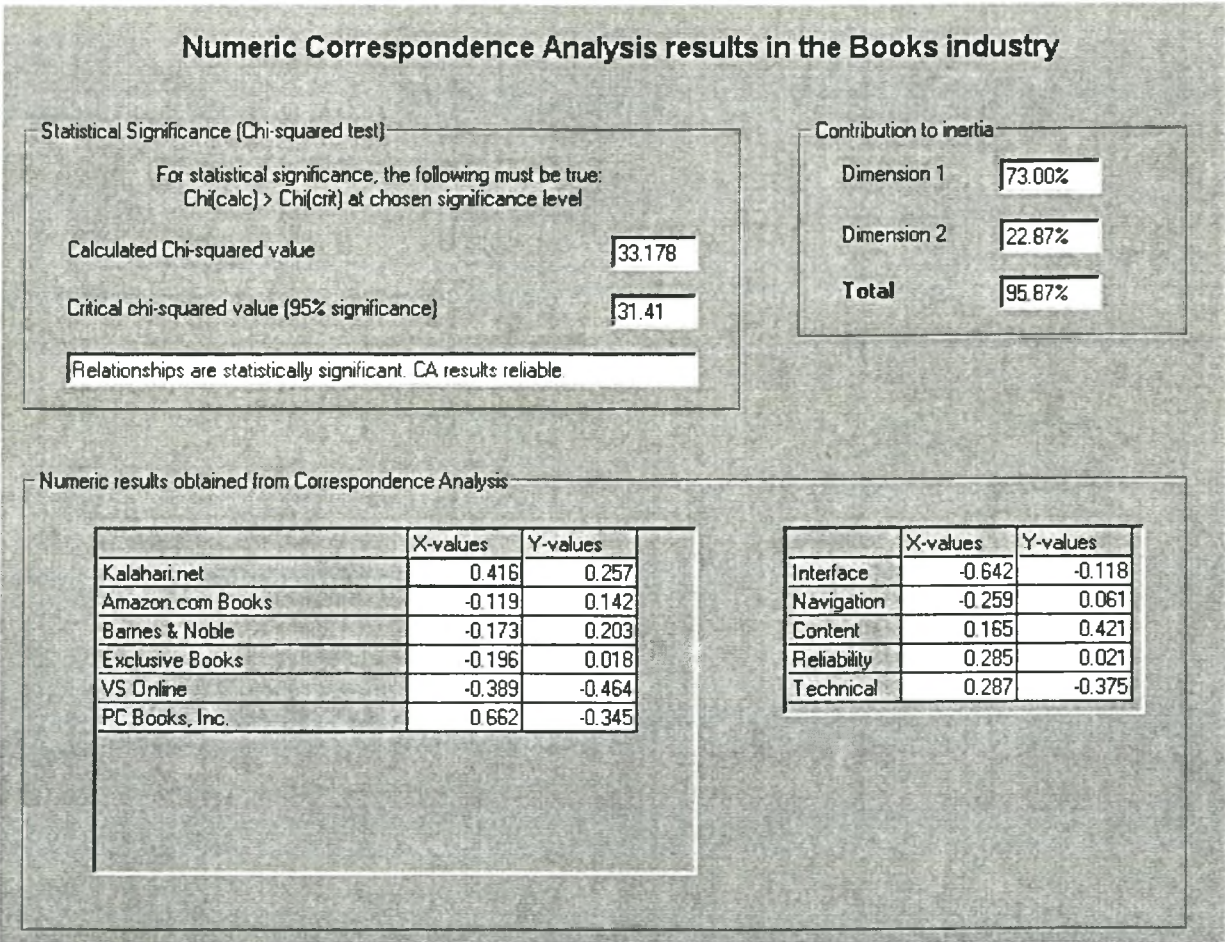 Numeric Correspondence Analysis results in the Books industry
Statistical Significance (Chi-squared test)
For statistical significance, the following must be true:
Chi(calc) > Chi(crit) at chosen significance level
Calculated Chi-squared value 33.178
Critical chi-squared value (95% significance) 31.41
Relationships are statistically significant. CA results reliable.
Contribution to inertia
Dimension 1 73.00%
Dimension 2 22.87%
Total 95.87%
Numeric results obtained from Correspondence Analysis
X-values Y-values
Kalahari.net 0.416 0.257
Amazon.com Books -0.119 0.142
Barnes & Noble -0.173 0.203
Exclusive Books -0.196 0.018
VS Online -0.389 -0.464
PC Books, Inc. 0.662 -0.345
X-values Y-values
Interface -0.642 -0.118
Navigation -0.259 0.061
Content 0.165 0.421
Reliability 0.285 0.021
Technical 0.287 -0.375